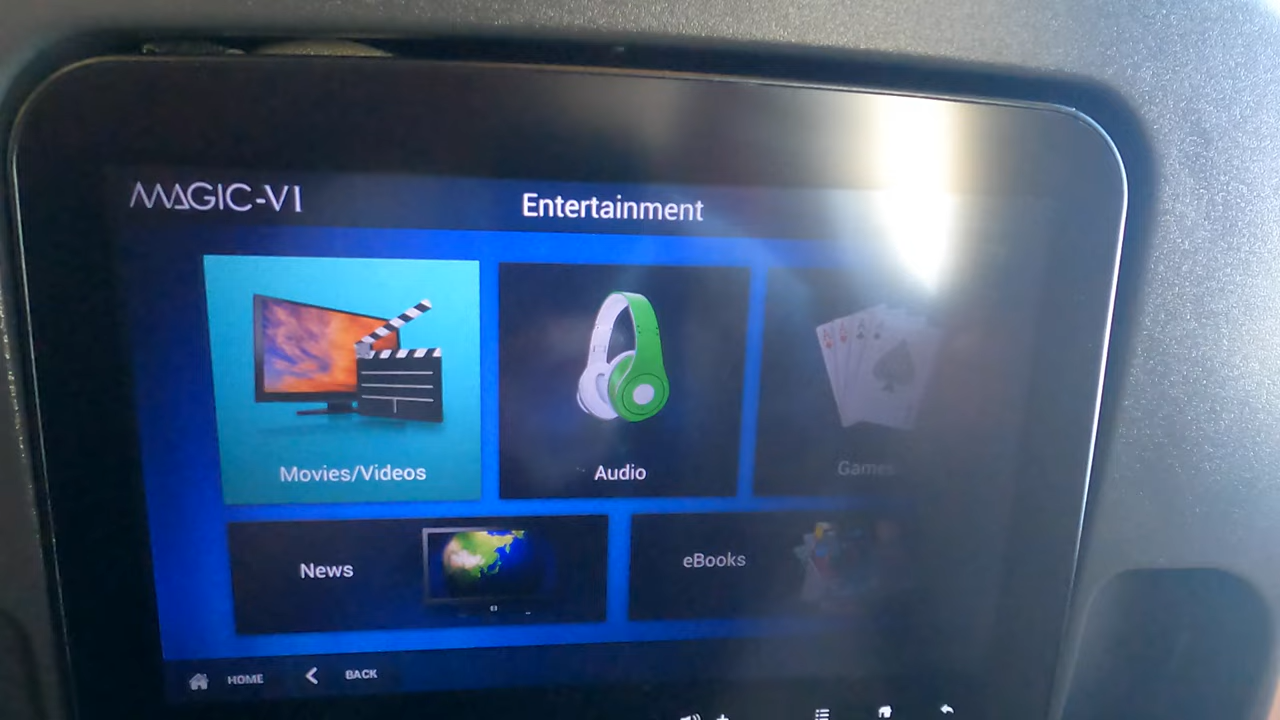 MAGIC-VI
Entertainment
Movies/Videos
Audio
Games
News
eBooks
HOME
BACK